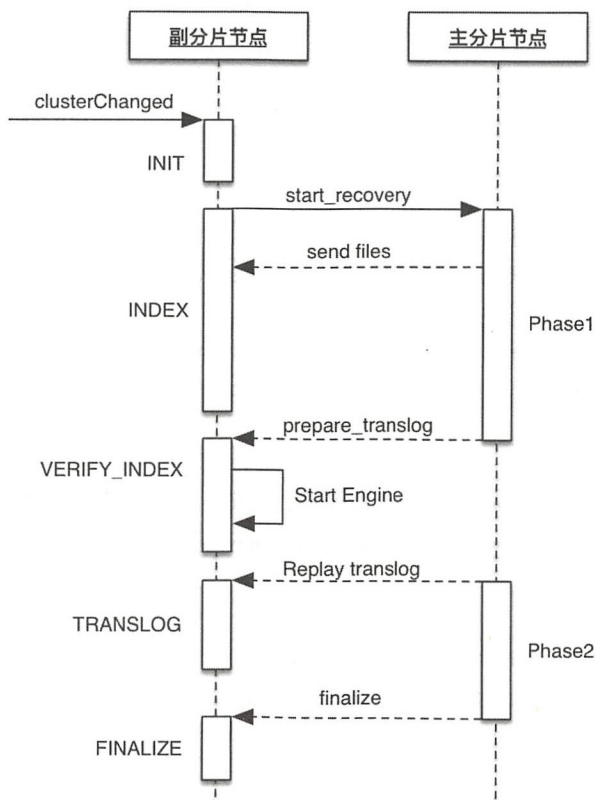 副分片节点
主分片节点
clusterChanged
INIT
start_recovery
send files
INDEX
Phase1
prepare_translog
VERIFY_INDEX
Start Engine
Replay translog
TRANSLOG
Phase2
finalize
FINALIZE